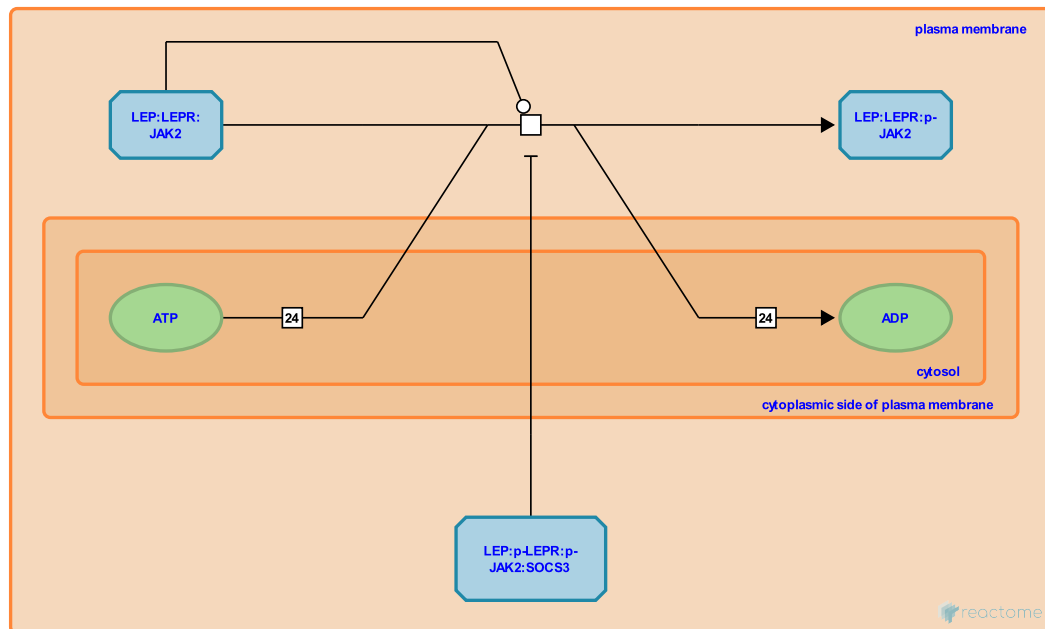 plasma membrane
LEP:LEPR:
JAK2
LEP:LEPR:p-
JAK2
ATP
24
24
ADP
cytosol
cytoplasmic side of plasma membrane
LEP:p-LEPR:p-
JAK2:SOCS3
reactome